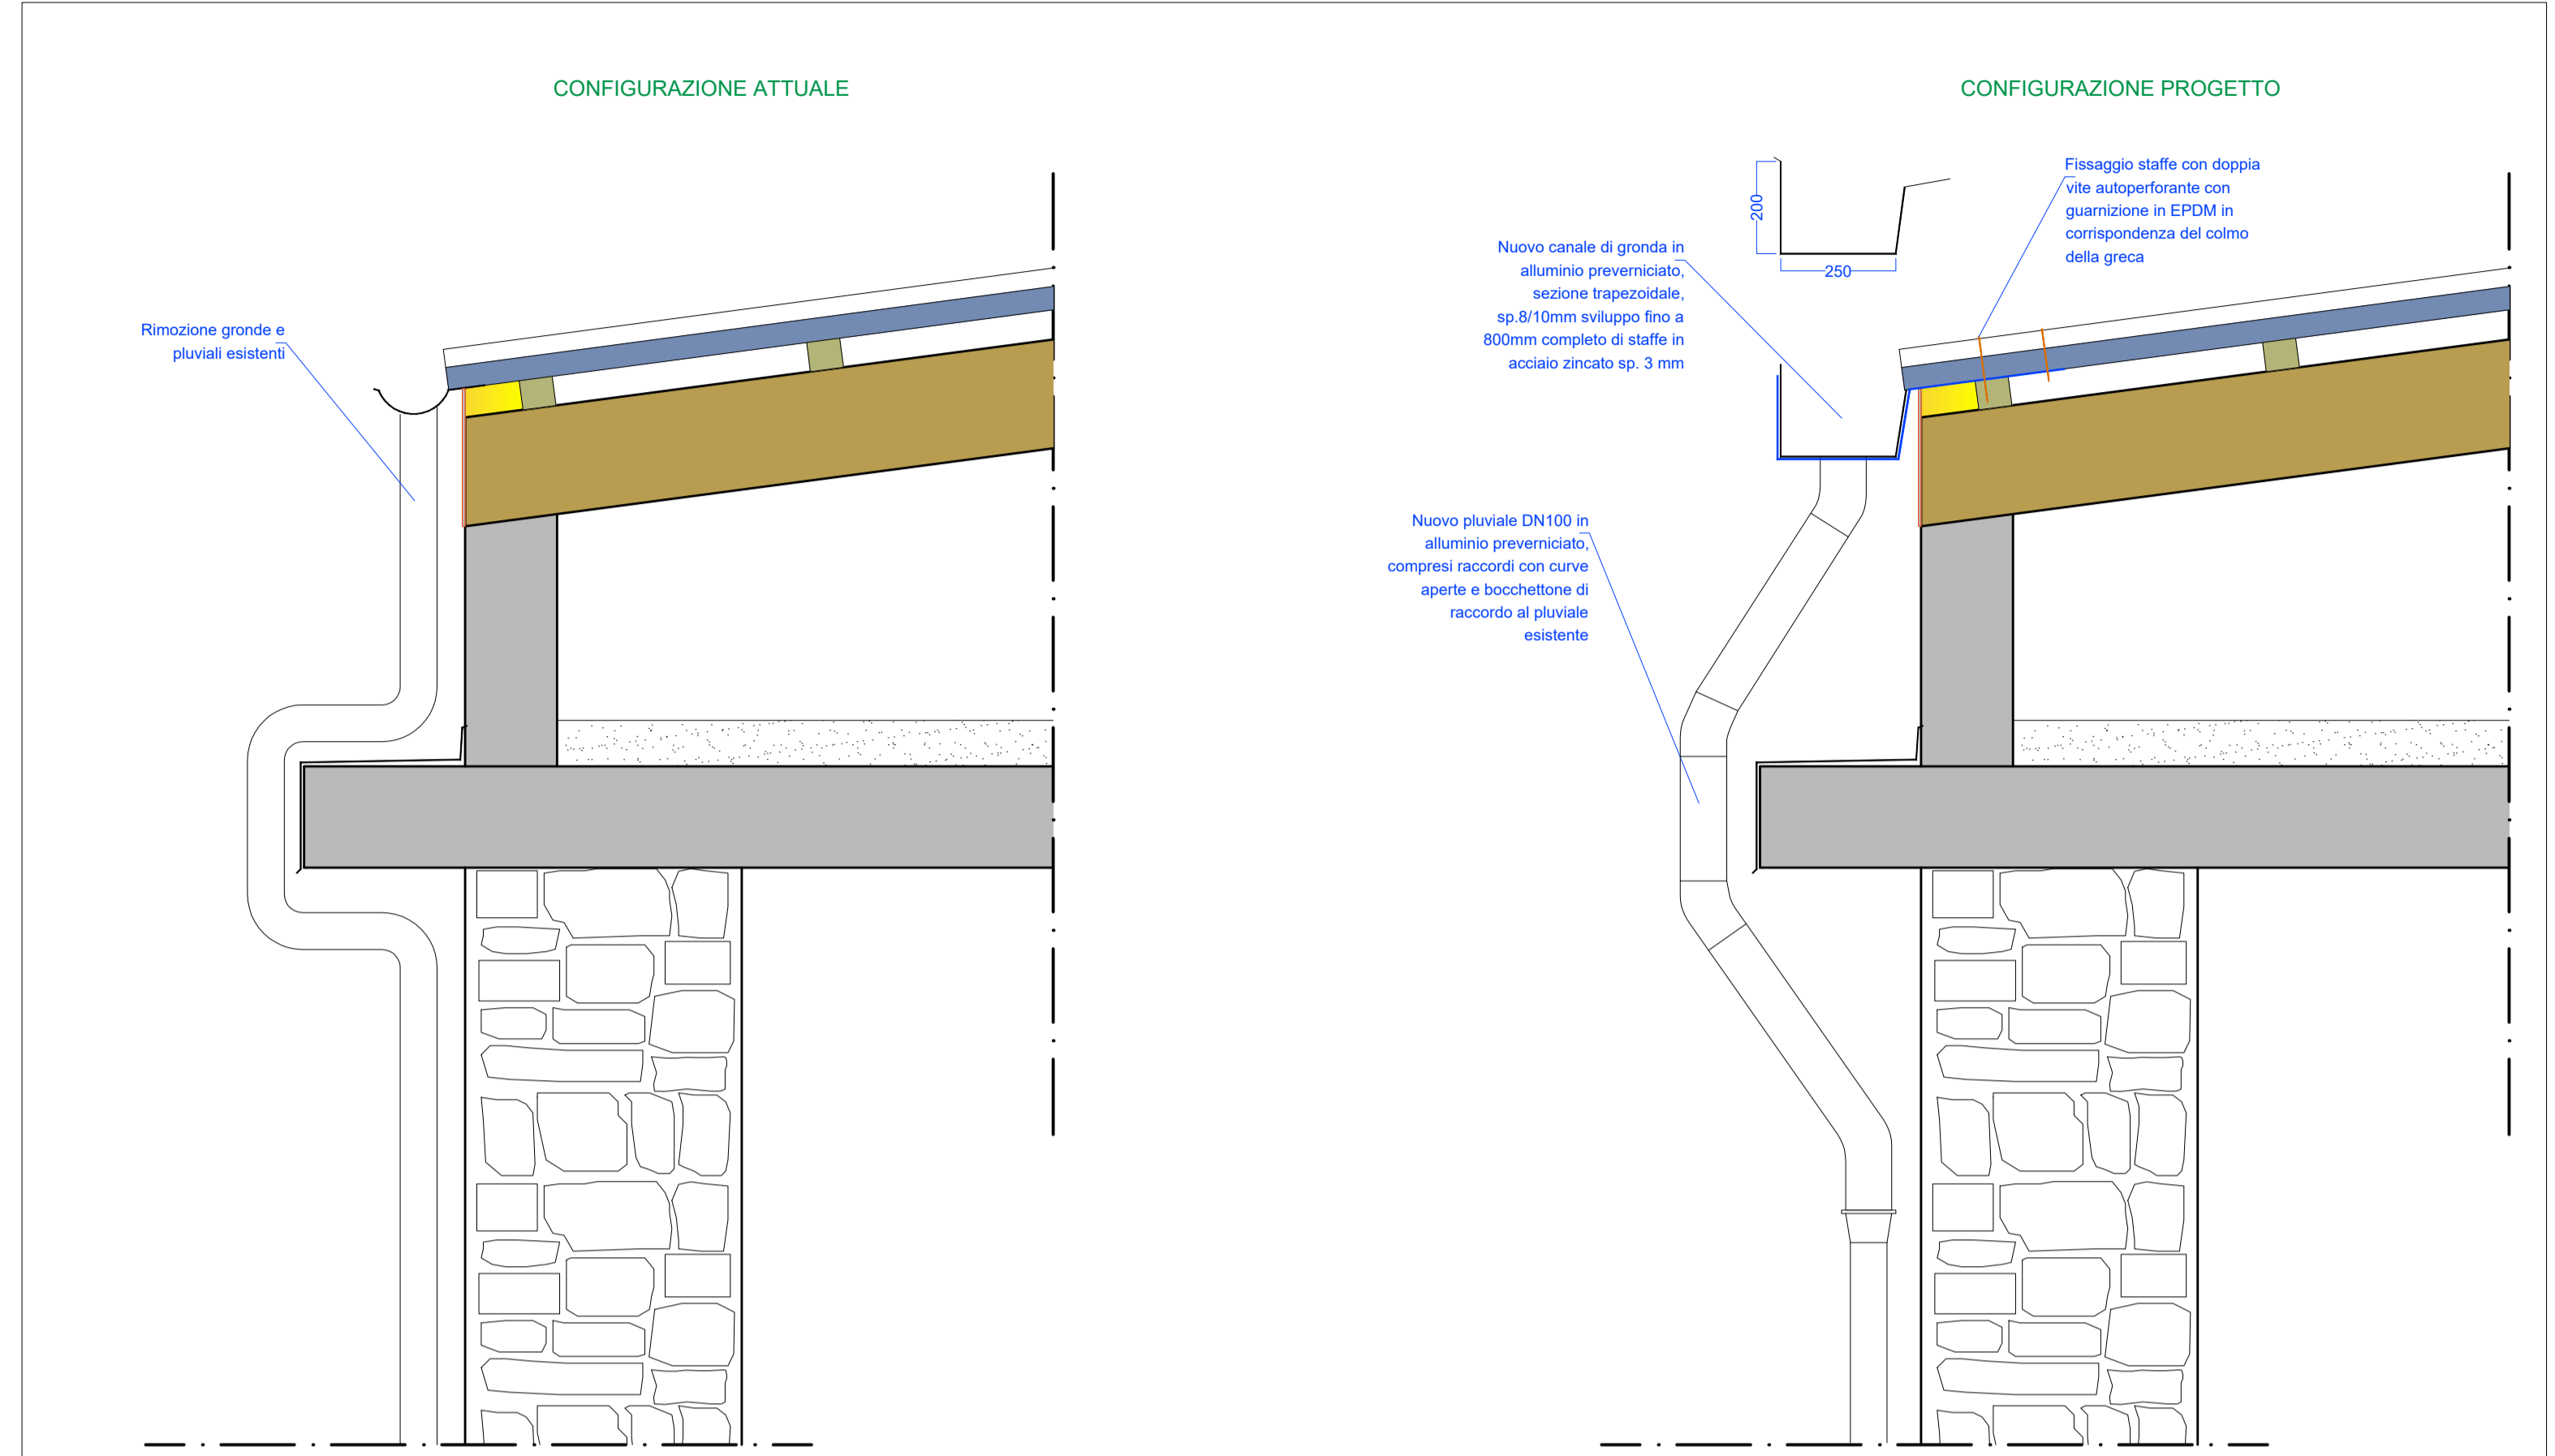 CONFIGURAZIONE ATTUALE
Rimozione gronde e
pluviali esistenti
CONFIGURAZIONE PROGETTO
200
250
Fissaggio staffe con doppia
vite autoperforante con
guarnizione in EPDM in
corrispondenza del colmo
della greca
Nuovo canale di gronda in
alluminio preverniciato,
sezione trapezoidale,
sp.8/10mm sviluppo fino a
800mm completo di staffe in
acciaio zincato sp. 3 mm
Nuovo pluviale DN100 in
alluminio preverniciato,
compresi raccordi con curve
aperte e bocchettone di
raccordo al pluviale
esistente